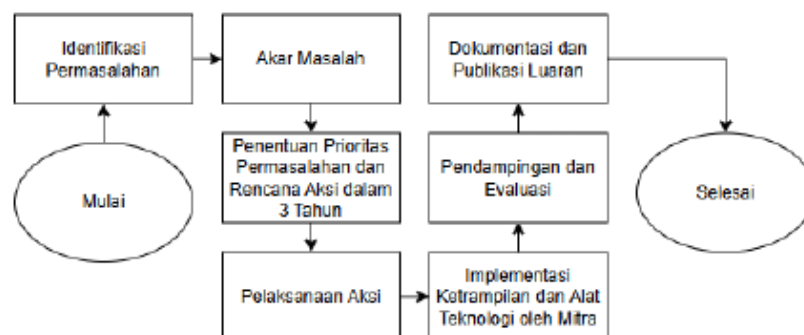 Mulai
Identifikasi
Permasalahan
Akar Masalah
Penentuan Prioritas
Permasalahan dan
Rencana Aksi dalam
3 Tahun
Pelaksanaan Aksi
Implementasi
Ketrampilan dan Alat
Teknologi oleh Mitra
Pendampingan dan
Evaluasi
Dokumentasi dan
Publikasi Luaran
Selesai